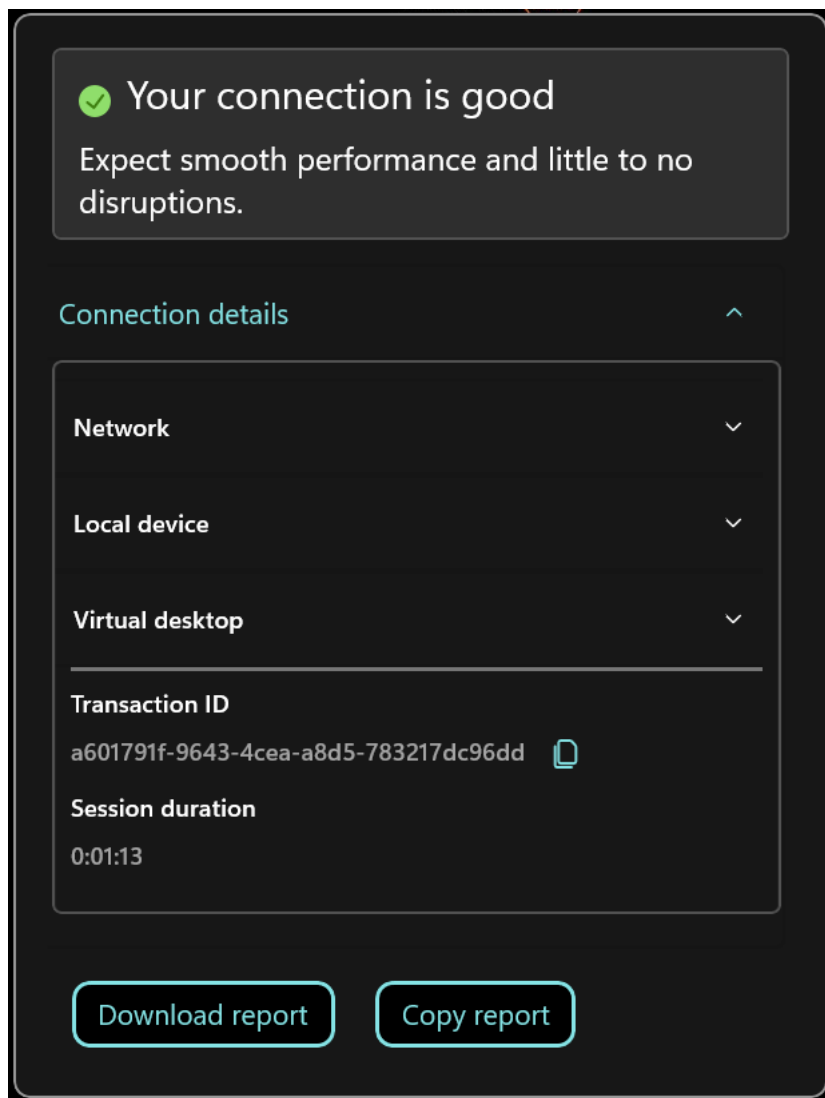 Your connection is good
Expect smooth performance and little to no
disruptions.
Connection details
Network
Local device
Virtual desktop
Transaction ID
a601791f-9643-4cea-a8d5-783217dc96dd
Session duration
0:01:13
Download report
Copy report